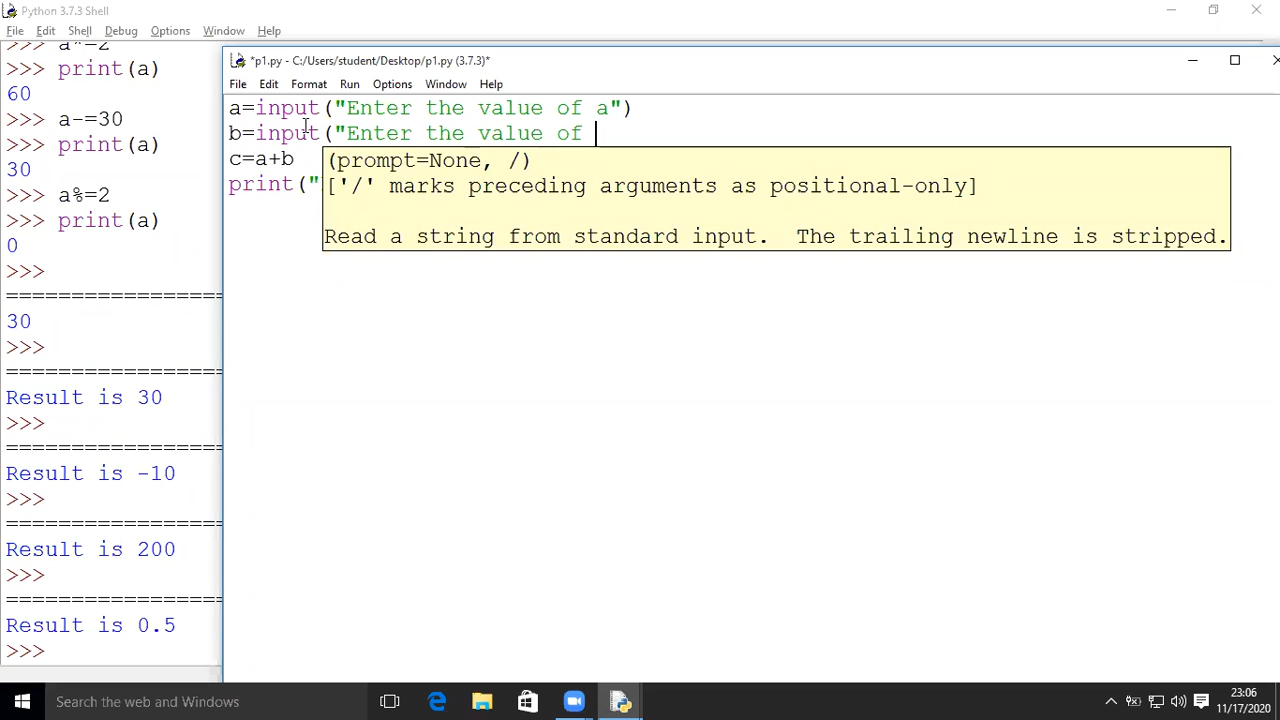 Python 3.7.3 Shell
File Edit Shell Debug Options Window Help
>>> a*=2
>>> print(a)
60
>>> a-=30
>>> print(a)
30
>>> a%=2
>>> print(a)
0
>>>
======================
30
>>>
======================
Result is 30
>>>
======================
Result is -10
>>>
======================
Result is 200
>>>
======================
Result is 0.5
>>>
*p1.py - C:/Users/student/Desktop/p1.py (3.7.3)*
File Edit Format Run Options Window Help
a=input("Enter the value of a")
b=input("Enter the value of
c=a+b
print("
(prompt=None, /)
['/' marks preceding arguments as positional-only]
Read a string from standard input.  The trailing newline is stripped.
Search the web and Windows
23:06
11/17/2020